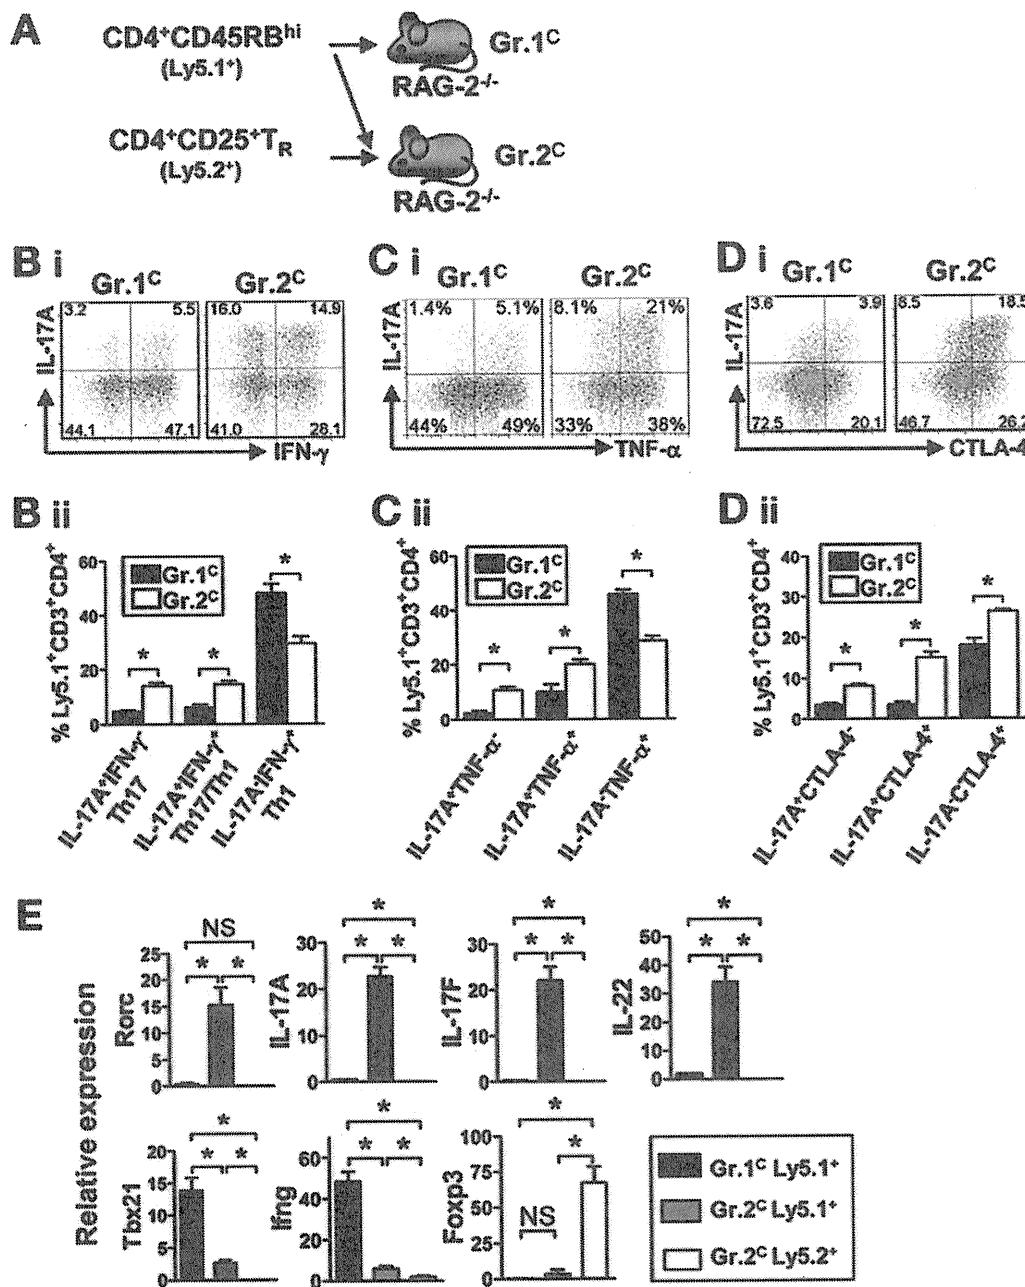 A
CD4⁺CD45RBʰⁱ
(Ly5.1⁺)
Gr.1ᶜ
RAG-2⁻/⁻
CD4⁺CD25⁺T_R
(Ly5.2⁺)
Gr.2ᶜ
RAG-2⁻/⁻
B i
Gr.1ᶜ Gr.2ᶜ
IL-17A
3.2 5.5 16.0 14.9
44.1 47.1 41.0 28.1
IFN-γ
C i
Gr.1ᶜ Gr.2ᶜ
IL-17A
1.4% 5.1% 8.1% 21%
44% 49% 33% 38%
TNF-α
D i
Gr.1ᶜ Gr.2ᶜ
IL-17A
3.6 3.9 8.5 18.5
72.5 20.1 46.7 26.2
CTLA-4
B ii
% Ly5.1⁺CD3⁺CD4⁺
60
40
20
0
Gr.1ᶜ
Gr.2ᶜ
* * *
IL-17A⁺IFN-γ⁻
Th17
IL-17A⁺IFN-γ⁺
Th17/Th1
IL-17A⁻IFN-γ⁺
Th1
C ii
% Ly5.1⁺CD3⁺CD4⁺
60
40
20
0
Gr.1ᶜ
Gr.2ᶜ
* * *
IL-17A⁺TNF-α⁻
IL-17A⁺TNF-α⁺
IL-17A⁻TNF-α⁺
D ii
% Ly5.1⁺CD3⁺CD4⁺
40
30
20
10
0
Gr.1ᶜ
Gr.2ᶜ
* * *
IL-17A⁺CTLA-4⁻
IL-17A⁺CTLA-4⁺
IL-17A⁻CTLA-4⁺
E
Relative expression
Rorc
25
20
15
10
5
0
NS
* *
IL-17A
30
20
10
0
*
* *
IL-17F
30
20
10
0
*
* *
IL-22
50
40
30
20
10
0
*
* *
Tbx21
20
15
10
5
0
*
* *
Ifng
60
40
20
0
*
* *
Foxp3
100
75
50
25
0
*
*
NS
Gr.1ᶜ Ly5.1⁺
Gr.2ᶜ Ly5.1⁺
Gr.2ᶜ Ly5.2⁺